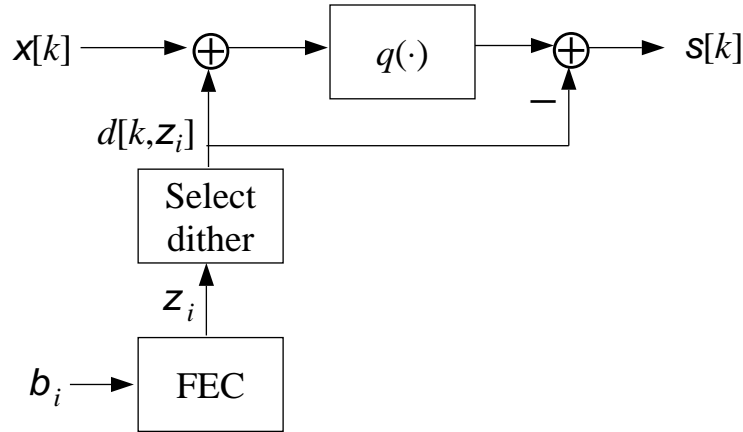 x[k]
q(·)
s[k]
−
d[k,z_i]
Select
dither
z_i
b_i
FEC